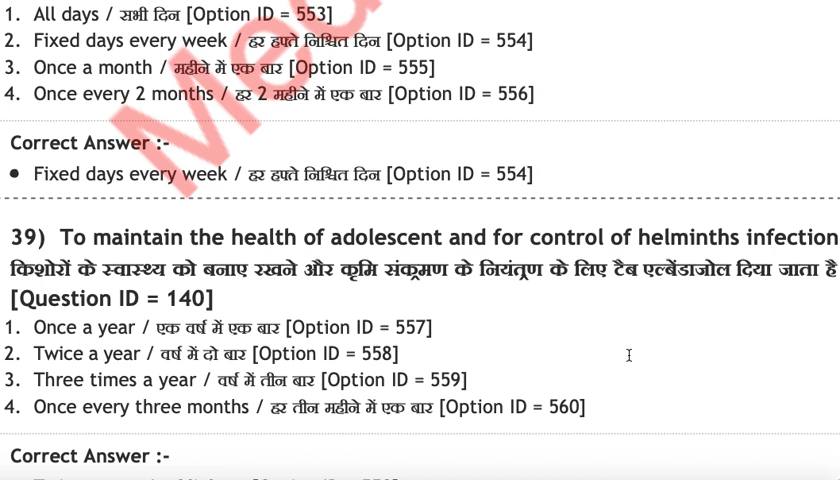 1. All days / सभी दिन [Option ID = 553]
2. Fixed days every week / हर हफ्ते निश्चित दिन [Option ID = 554]
3. Once a month / महीने में एक बार [Option ID = 555]
4. Once every 2 months / हर 2 महीने में एक बार [Option ID = 556]
Correct Answer :-
• Fixed days every week / हर हफ्ते निश्चित दिन [Option ID = 554]
39) To maintain the health of adolescent and for control of helminths infection
किशोरों के स्वास्थ्य को बनाए रखने और कृमि संक्रमण के नियंत्रण के लिए टैब एल्बेंडाजोल दिया जाता है
[Question ID = 140]
1. Once a year / एक वर्ष में एक बार [Option ID = 557]
2. Twice a year / वर्ष में दो बार [Option ID = 558]
3. Three times a year / वर्ष में तीन बार [Option ID = 559]
4. Once every three months / हर तीन महीने में एक बार [Option ID = 560]
Correct Answer :-